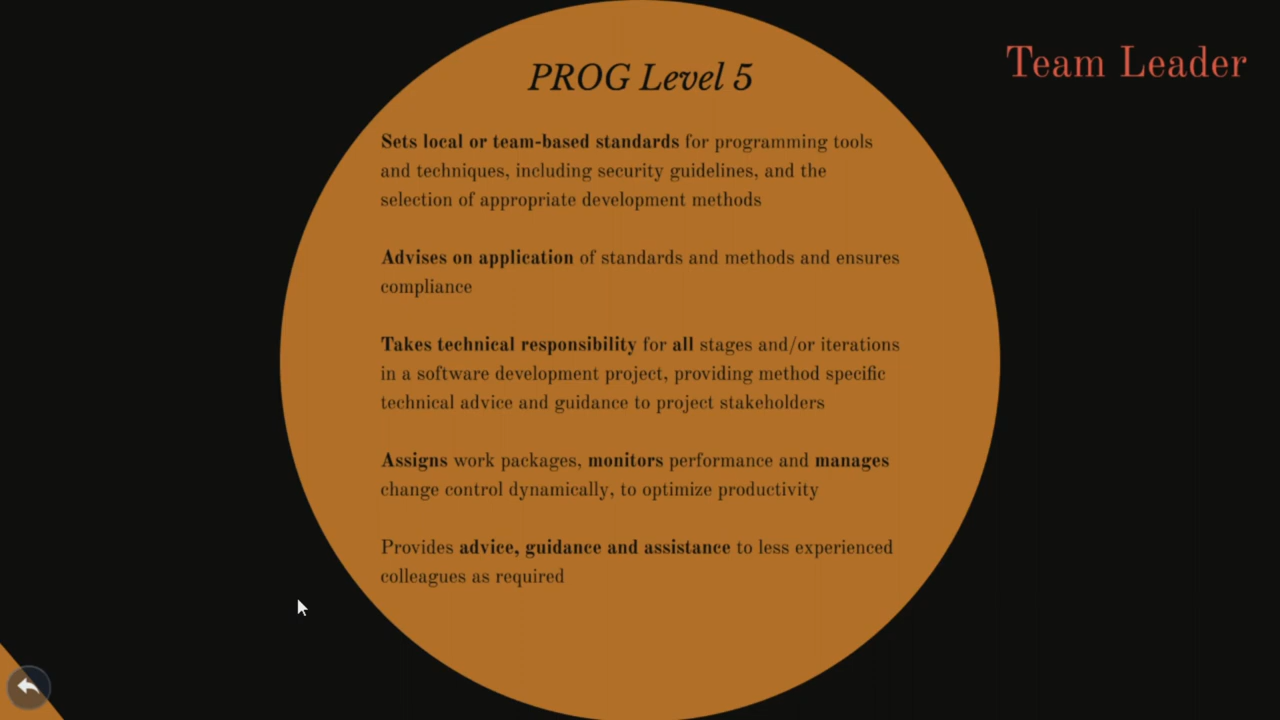 PROG Level 5
Team Leader
Sets local or team-based standards for programming tools
and techniques, including security guidelines, and the
selection of appropriate development methods
Advises on application of standards and methods and ensures
compliance
Takes technical responsibility for all stages and/or iterations
in a software development project, providing method specific
technical advice and guidance to project stakeholders
Assigns work packages, monitors performance and manages
change control dynamically, to optimize productivity
Provides advice, guidance and assistance to less experienced
colleagues as required